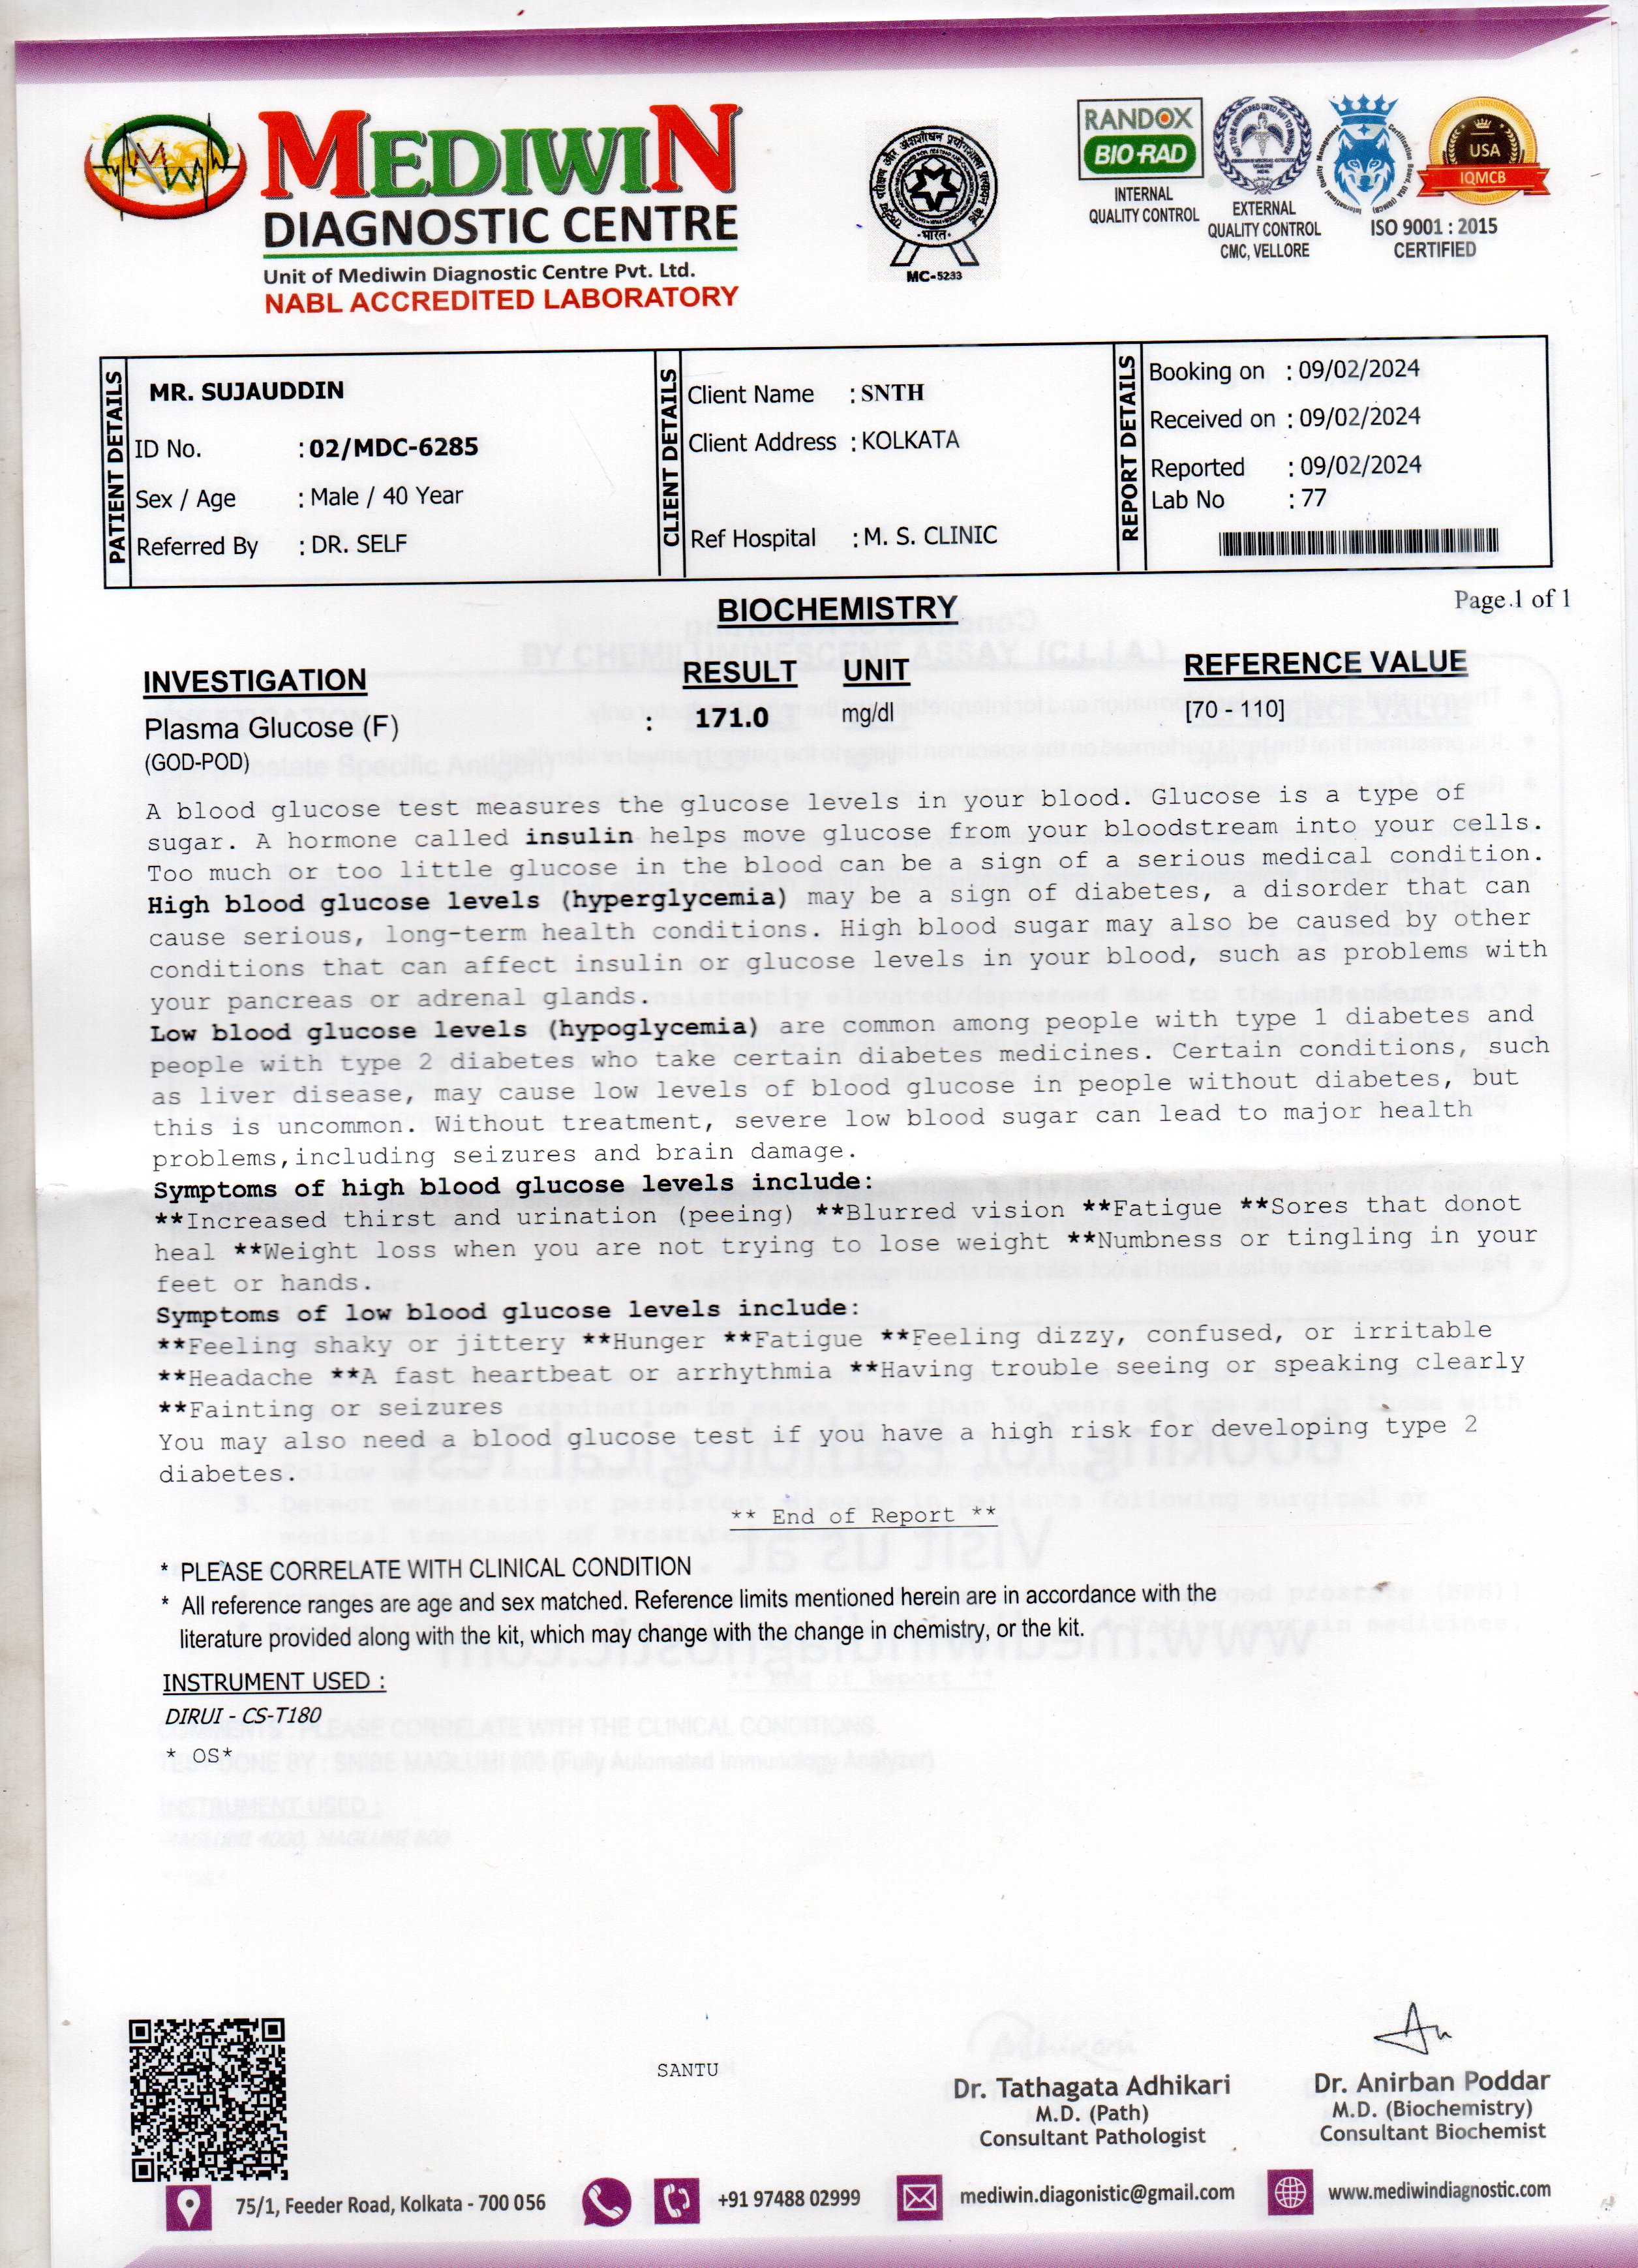 MEDIWIN
DIAGNOSTIC CENTRE
Unit of Mediwin Diagnostic Centre Pvt. Ltd.
NABL ACCREDITED LABORATORY
भारत
MC-5233
RANDOX
BIO-RAD
INTERNAL
QUALITY CONTROL
EXTERNAL
QUALITY CONTROL
CMC, VELLORE
USA
IQMCB
ISO 9001 : 2015
CERTIFIED
PATIENT DETAILS
MR. SUJAUDDIN
ID No. : 02/MDC-6285
Sex / Age : Male / 40 Year
Referred By : DR. SELF
CLIENT DETAILS
Client Name : SNTH
Client Address : KOLKATA
Ref Hospital : M. S. CLINIC
REPORT DETAILS
Booking on : 09/02/2024
Received on : 09/02/2024
Reported : 09/02/2024
Lab No : 77
Page 1 of 1
BIOCHEMISTRY
INVESTIGATION RESULT UNIT REFERENCE VALUE
Plasma Glucose (F) : 171.0 mg/dl [70 - 110]
(GOD-POD)
A blood glucose test measures the glucose levels in your blood. Glucose is a type of
sugar. A hormone called insulin helps move glucose from your bloodstream into your cells.
Too much or too little glucose in the blood can be a sign of a serious medical condition.
High blood glucose levels (hyperglycemia) may be a sign of diabetes, a disorder that can
cause serious, long-term health conditions. High blood sugar may also be caused by other
conditions that can affect insulin or glucose levels in your blood, such as problems with
your pancreas or adrenal glands.
Low blood glucose levels (hypoglycemia) are common among people with type 1 diabetes and
people with type 2 diabetes who take certain diabetes medicines. Certain conditions, such
as liver disease, may cause low levels of blood glucose in people without diabetes, but
this is uncommon. Without treatment, severe low blood sugar can lead to major health
problems,including seizures and brain damage.
Symptoms of high blood glucose levels include:
**Increased thirst and urination (peeing) **Blurred vision **Fatigue **Sores that donot
heal **Weight loss when you are not trying to lose weight **Numbness or tingling in your
feet or hands.
Symptoms of low blood glucose levels include:
**Feeling shaky or jittery **Hunger **Fatigue **Feeling dizzy, confused, or irritable
**Headache **A fast heartbeat or arrhythmia **Having trouble seeing or speaking clearly
**Fainting or seizures
You may also need a blood glucose test if you have a high risk for developing type 2
diabetes.
** End of Report **
* PLEASE CORRELATE WITH CLINICAL CONDITION
* All reference ranges are age and sex matched. Reference limits mentioned herein are in accordance with the
literature provided along with the kit, which may change with the change in chemistry, or the kit.
INSTRUMENT USED :
DIRUI - CS-T180
* OS*
SANTU
Dr. Tathagata Adhikari
M.D. (Path)
Consultant Pathologist
Dr. Anirban Poddar
M.D. (Biochemistry)
Consultant Biochemist
75/1, Feeder Road, Kolkata - 700 056
+91 97488 02999
mediwin.diagonistic@gmail.com
www.mediwindiagnostic.com